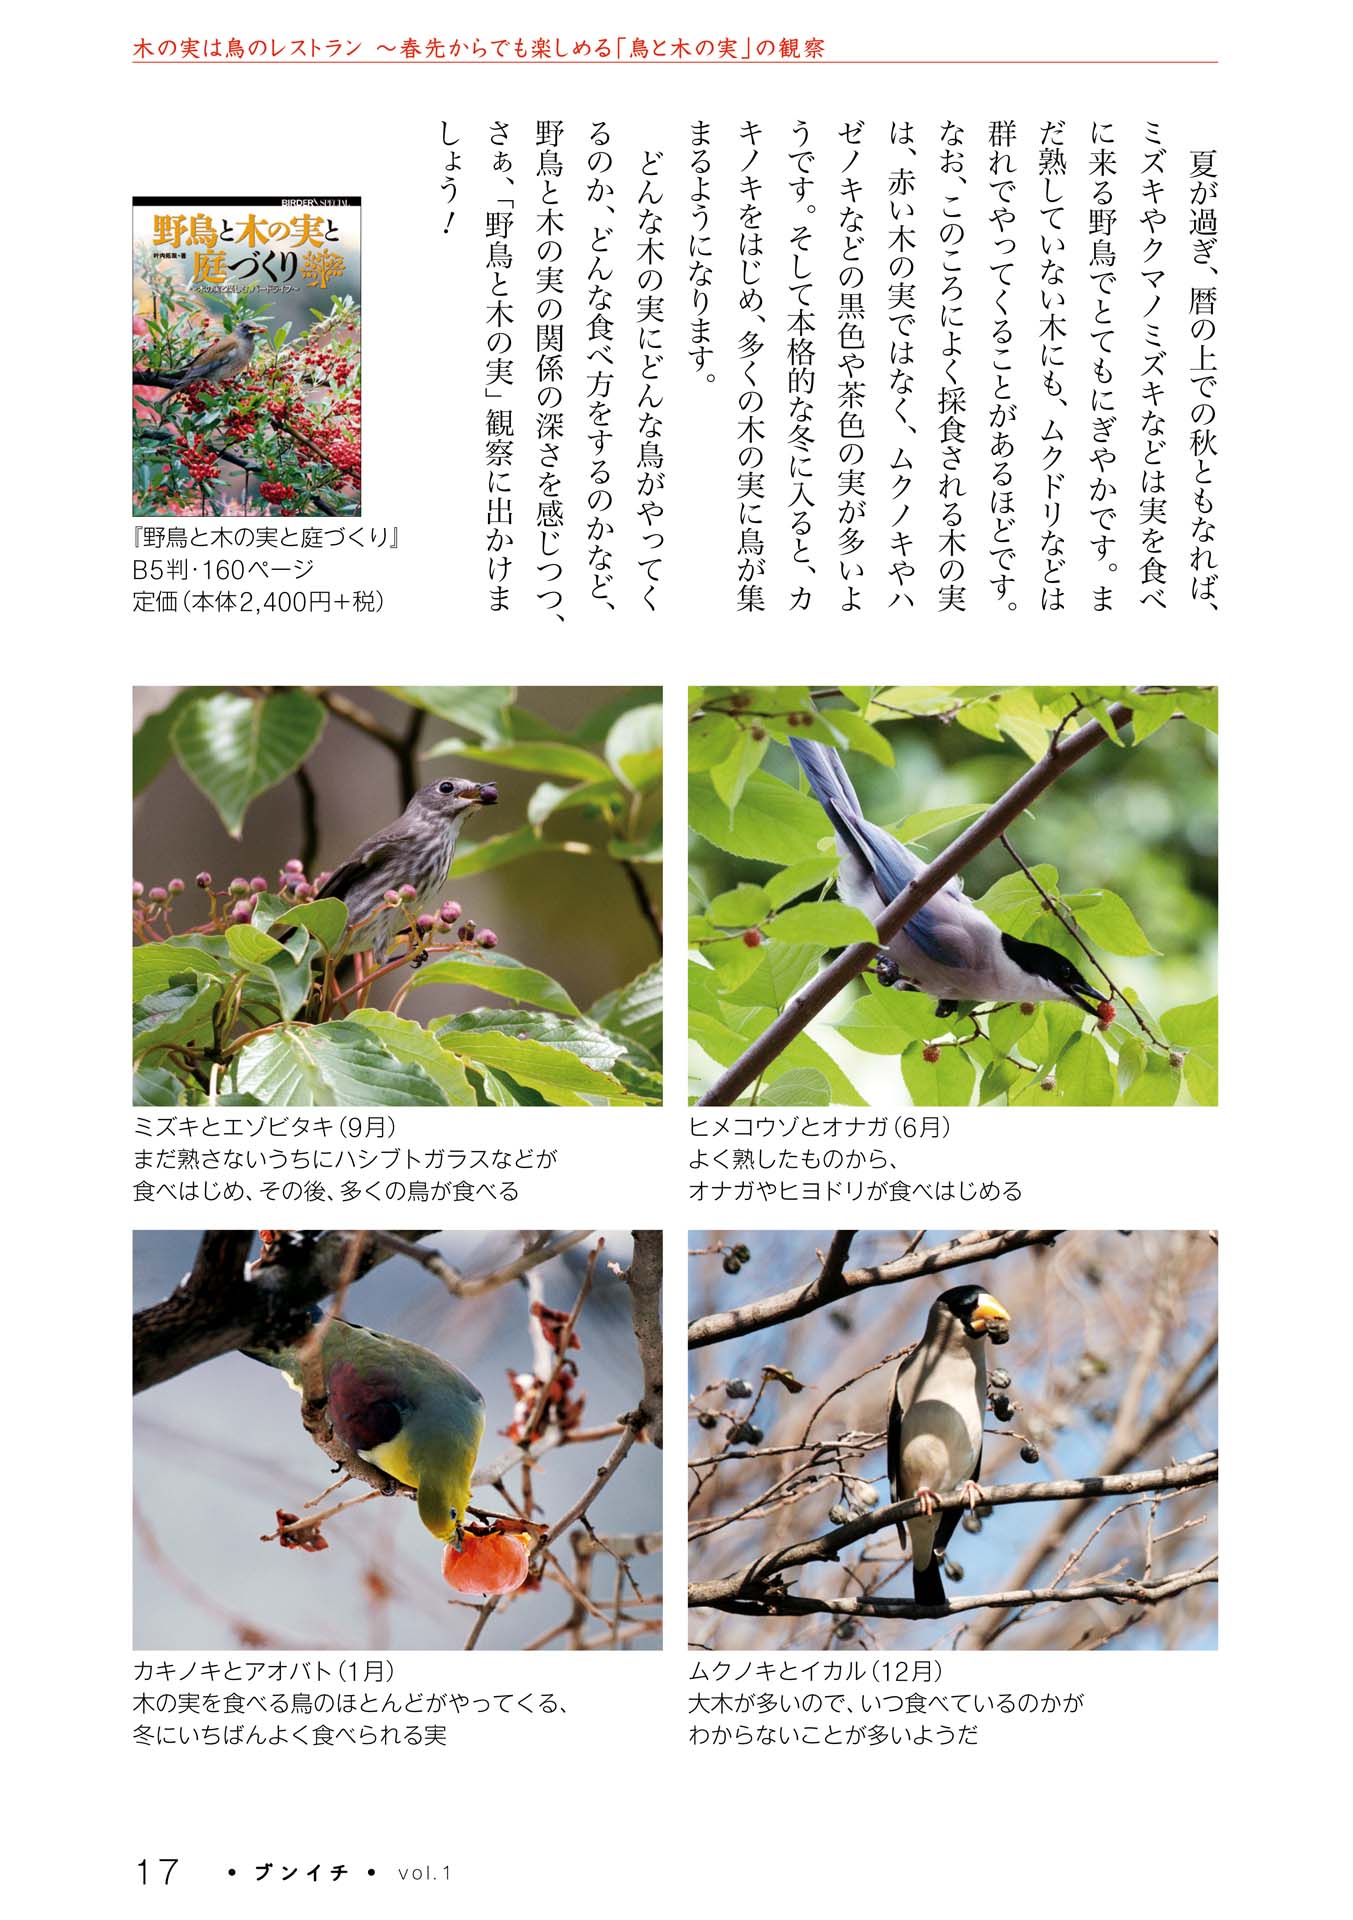 木の実は鳥のレストラン ～春先からでも楽しめる「鳥と木の実」の観察
夏が過ぎ、暦の上での秋ともなれば、
ミズキやクマノミズキなどは実を食べ
に来る野鳥でとてもにぎやかです。ま
だ熟していない木にも、ムクドリなどは
群れでやってくることがあるほどです。
なお、このころによく採食される木の実
は、赤い木の実ではなく、ムクノキやハ
ゼノキなどの黒色や茶色の実が多いよ
うです。そして本格的な冬に入ると、カ
キノキをはじめ、多くの木の実に鳥が集
まるようになります。
どんな木の実にどんな鳥がやってく
るのか、どんな食べ方をするのかなど、
野鳥と木の実の関係の深さを感じつつ、
さぁ、「野鳥と木の実」観察に出かけま
しょう！
BIRDER SPECIAL
野鳥と木の実と
叶内拓哉・著
庭づくり
～木の実で楽しむバードライフ～
『野鳥と木の実と庭づくり』
B5判・160ページ
定価（本体2,400円＋税）
ミズキとエゾビタキ（9月）
まだ熟さないうちにハシブトガラスなどが
食べはじめ、その後、多くの鳥が食べる
ヒメコウゾとオナガ（6月）
よく熟したものから、
オナガやヒヨドリが食べはじめる
カキノキとアオバト（1月）
木の実を食べる鳥のほとんどがやってくる、
冬にいちばんよく食べられる実
ムクノキとイカル（12月）
大木が多いので、いつ食べているのかが
わからないことが多いようだ
17 • ブンイチ • vol.1